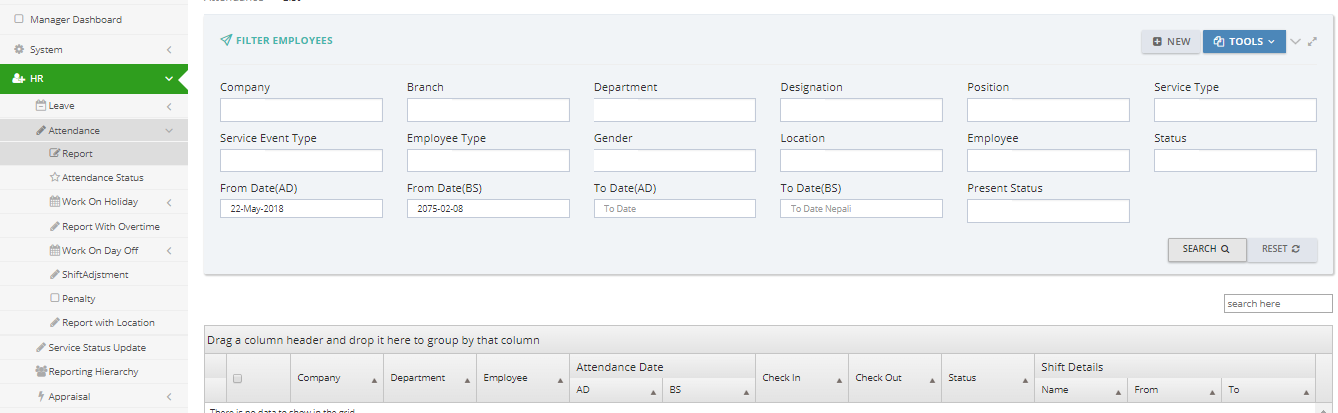 Manager Dashboard
System
HR
Leave
Attendance
Report
Attendance Status
Work On Holiday
Report With Overtime
Work On Day Off
ShiftAdjstment
Penalty
Report with Location
Service Status Update
Reporting Hierarchy
Appraisal
FILTER EMPLOYEES
NEW
TOOLS
Company
Branch
Department
Designation
Position
Service Type
Service Event Type
Employee Type
Gender
Location
Employee
Status
From Date(AD)
From Date(BS)
To Date(AD)
To Date(BS)
Present Status
22-May-2018
2075-02-08
To Date
To Date Nepali
SEARCH
RESET
search here
Drag a column header and drop it here to group by that column
Company
Department
Employee
Attendance Date
AD
BS
Check In
Check Out
Status
Shift Details
Name
From
To
There is no data to show in the grid